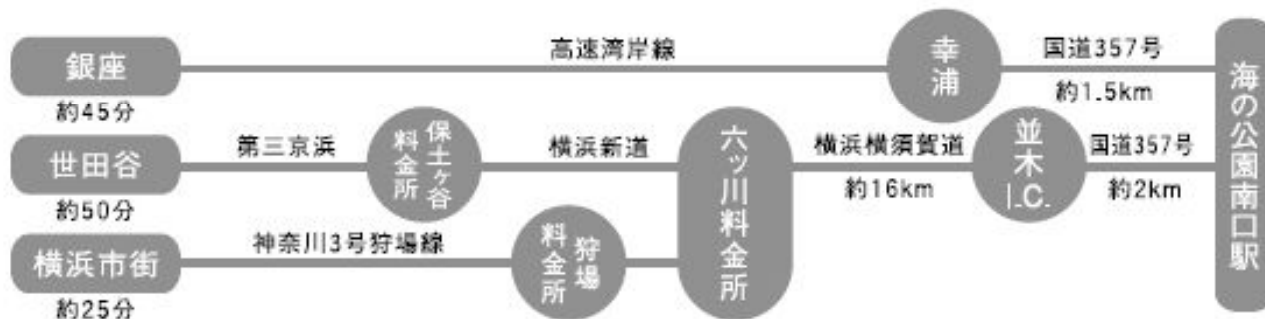 銀座
約45分
高速湾岸線
幸浦
国道357号
約1.5km
世田谷
約50分
第三京浜
保土ヶ谷
料金所
横浜新道
六ッ川料金所
横浜横須賀道
約16km
並木
I.C.
国道357号
約2km
横浜市街
約25分
神奈川3号狩場線
狩場
料金所
海の公園南口駅